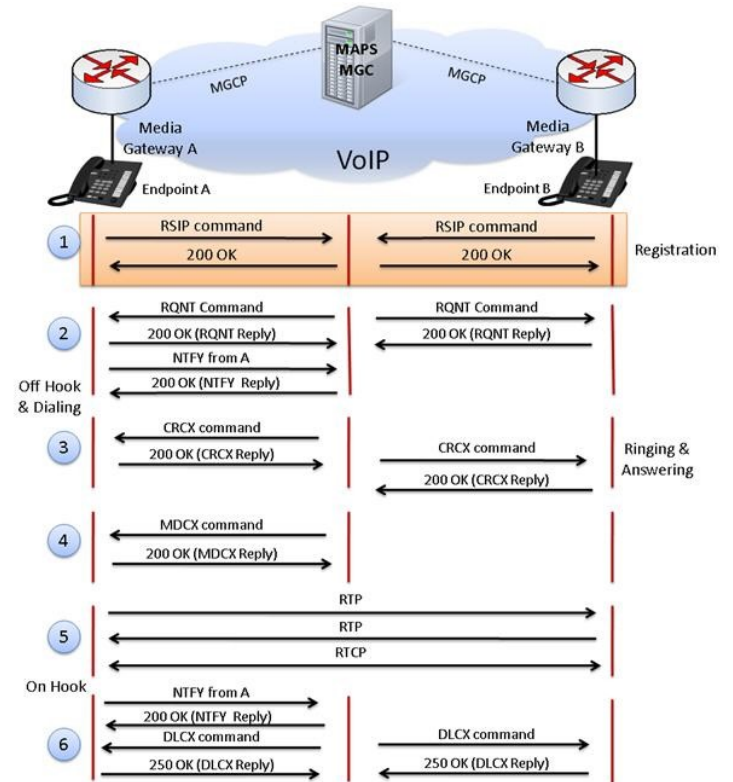 MAPS
MGC
MGCP
MGCP
Media
Gateway A
Media
Gateway B
VoIP
Endpoint A
Endpoint B
1
RSIP command
RSIP command
200 OK
200 OK
Registration
2
RQNT Command
RQNT Command
200 OK (RQNT Reply)
200 OK (RQNT Reply)
NTFY from A
200 OK (NTFY Reply)
Off Hook
& Dialing
3
CRCX command
200 OK (CRCX Reply)
CRCX command
200 OK (CRCX Reply)
Ringing &
Answering
4
MDCX command
200 OK (MDCX Reply)
5
RTP
RTP
RTCP
On Hook
6
NTFY from A
200 OK (NTFY Reply)
DLCX command
DLCX command
250 OK (DLCX Reply)
250 OK (DLCX Reply)